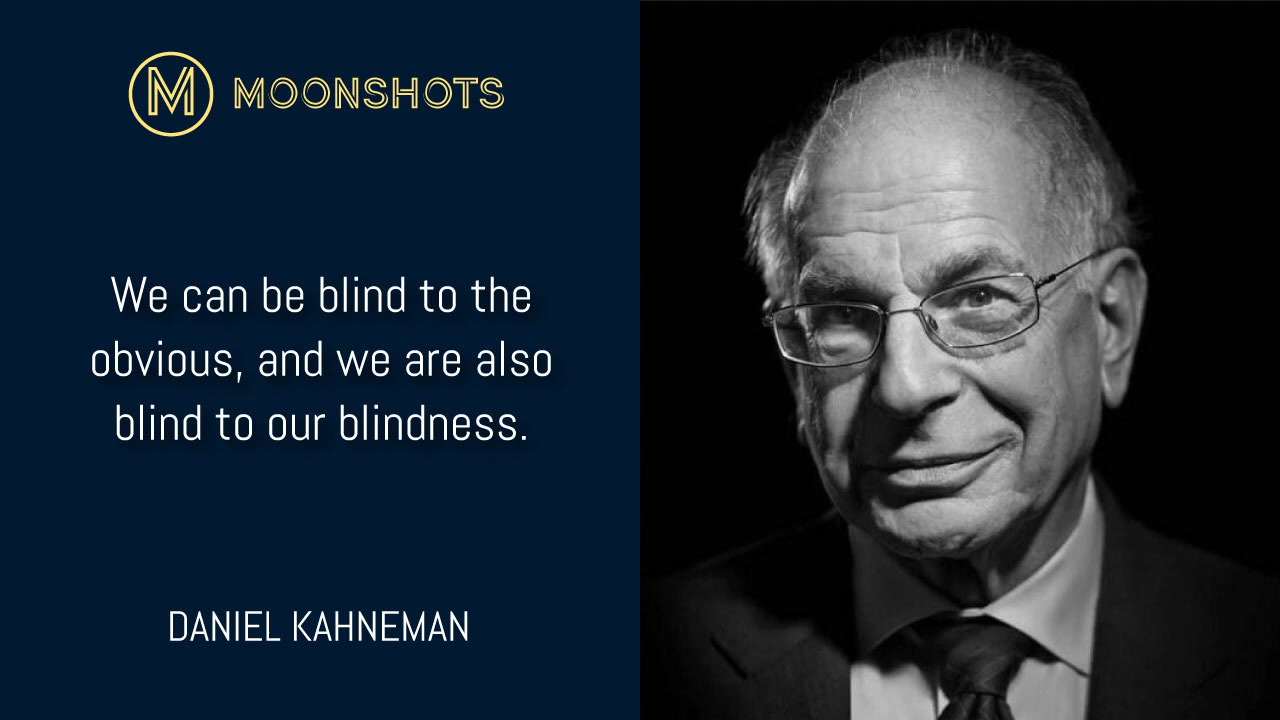 M MOONSHOTS
We can be blind to the
obvious, and we are also
blind to our blindness.
DANIEL KAHNEMAN